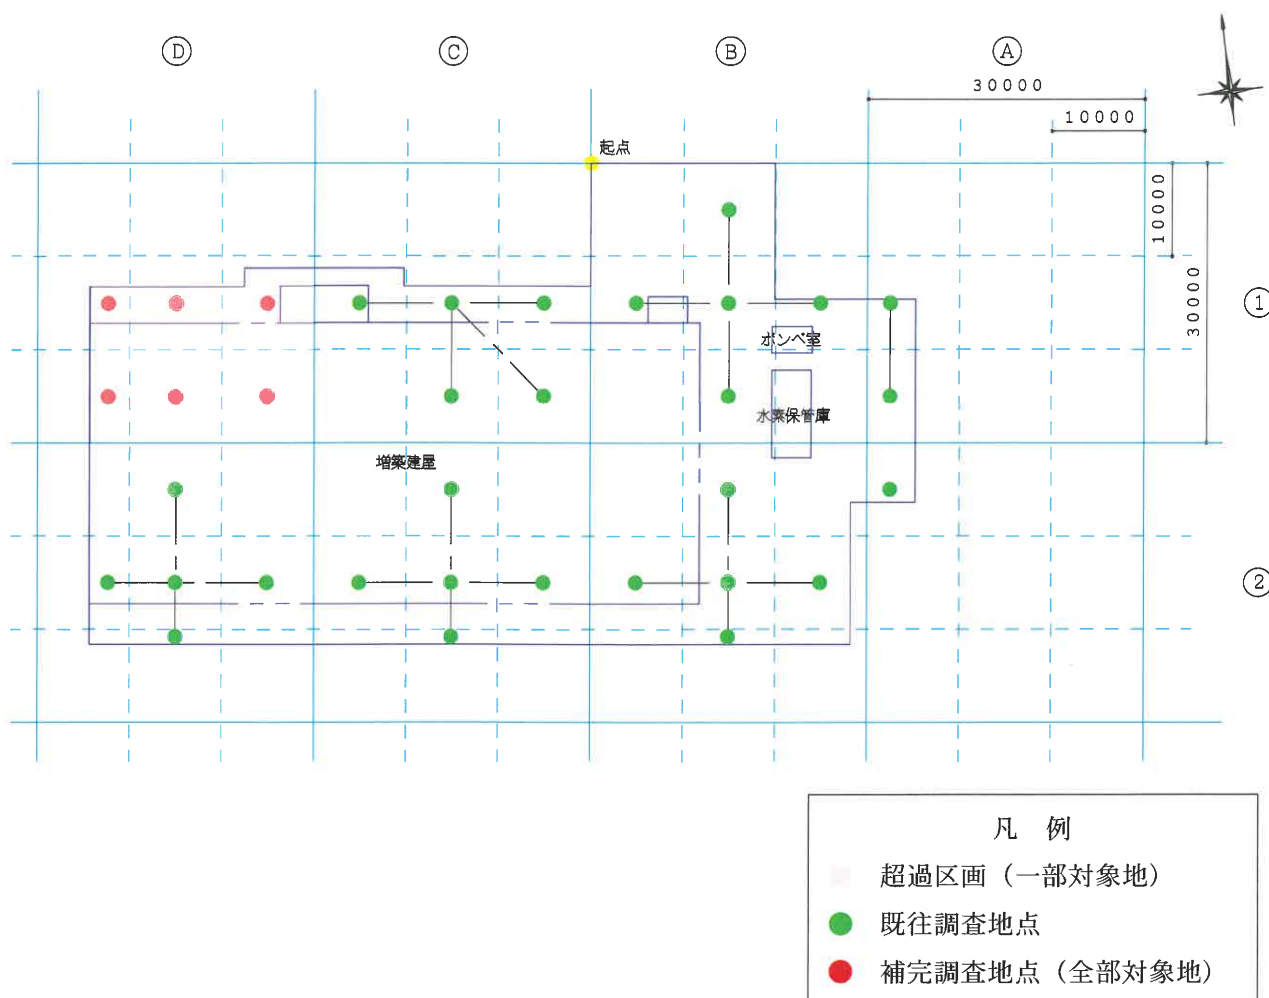 Ⓓ Ⓒ Ⓑ Ⓐ
30000
10000
起点
10000
30000
①
ボンベ室
水素保管庫
増築建屋
②
凡 例
超過区画（一部対象地）
既往調査地点
補完調査地点（全部対象地）